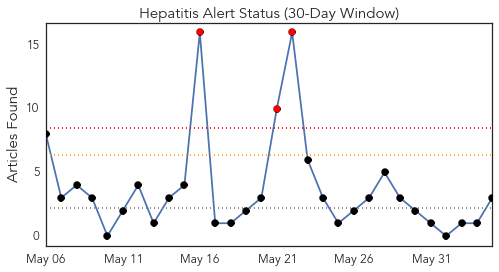 Hepatitis Alert Status (30-Day Window)
Articles Found
15
10
5
0
May 06 May 11 May 16 May 21 May 26 May 31